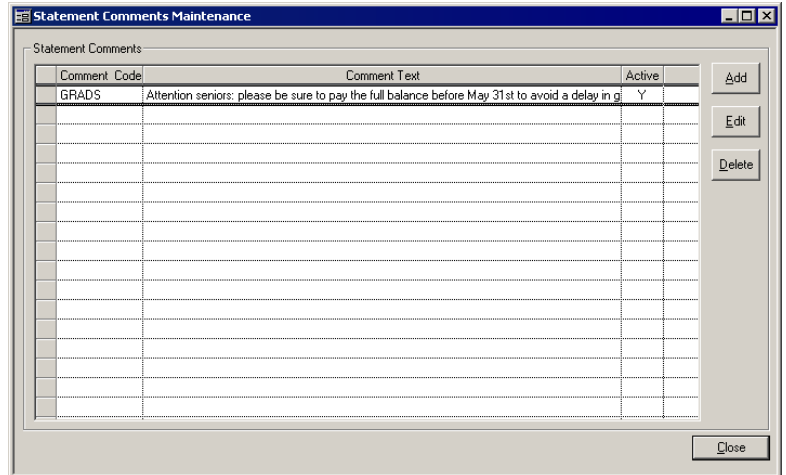 Statement Comments Maintenance
Statement Comments
Comment Code Comment Text Active
GRADS Attention seniors: please be sure to pay the full balance before May 31st to avoid a delay in g Y
Add
Edit
Delete
Close